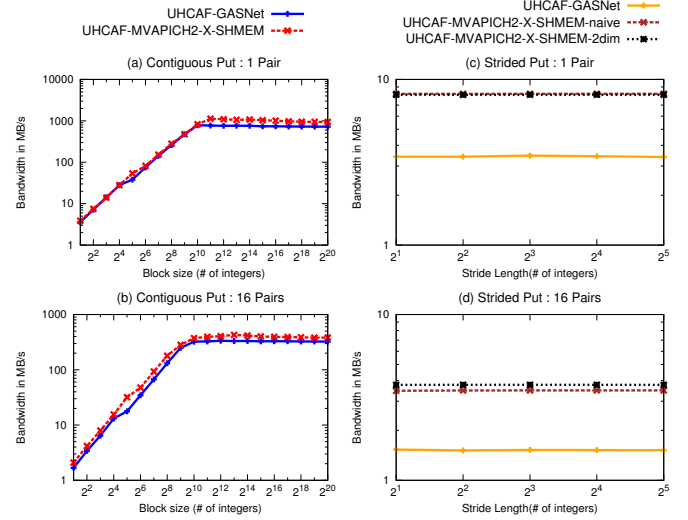 UHCAF-GASNet
UHCAF-MVAPICH2-X-SHMEM
UHCAF-GASNet
UHCAF-MVAPICH2-X-SHMEM-naive
UHCAF-MVAPICH2-X-SHMEM-2dim
(a) Contiguous Put : 1 Pair
Bandwidth in MB/s
10000
1000
100
10
1
2^2 2^4 2^6 2^8 2^10 2^12 2^14 2^16 2^18 2^20
Block size (# of integers)
(c) Strided Put : 1 Pair
Bandwidth in MB/s
10
1
2^1 2^2 2^3 2^4 2^5
Stride Length(# of integers)
(b) Contiguous Put : 16 Pairs
Bandwidth in MB/s
1000
100
10
1
2^2 2^4 2^6 2^8 2^10 2^12 2^14 2^16 2^18 2^20
Block size (# of integers)
(d) Strided Put : 16 Pairs
Bandwidth in MB/s
10
1
2^1 2^2 2^3 2^4 2^5
Stride Length(# of integers)